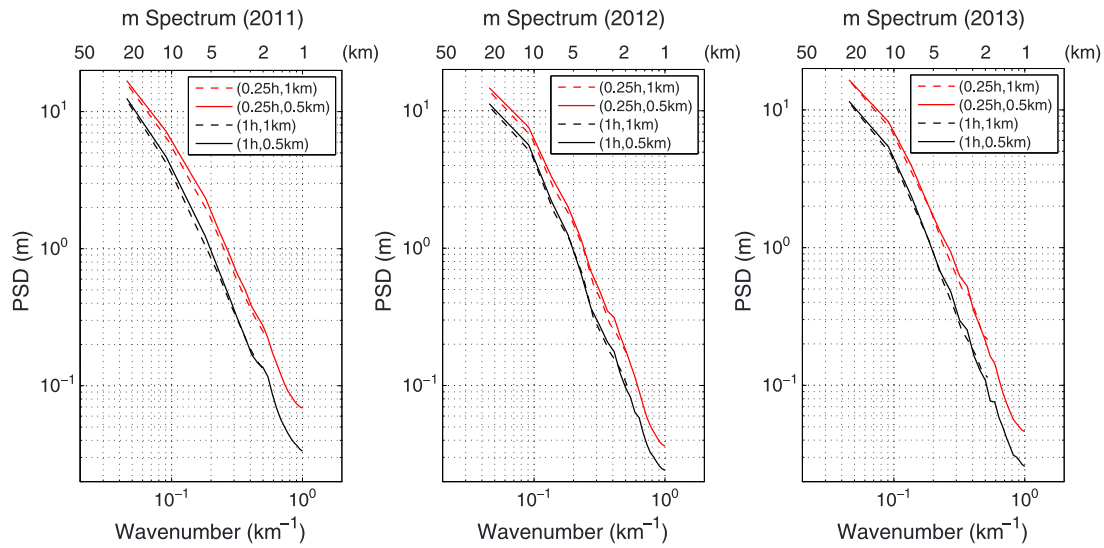 m Spectrum (2011)
50 20 10 5 2 1 (km)
(0.25h,1km)
(0.25h,0.5km)
(1h,1km)
(1h,0.5km)
10^1
10^0
10^-1
PSD (m)
10^-1 10^0
Wavenumber (km^-1)
m Spectrum (2012)
50 20 10 5 2 1 (km)
(0.25h,1km)
(0.25h,0.5km)
(1h,1km)
(1h,0.5km)
10^1
10^0
10^-1
PSD (m)
10^-1 10^0
Wavenumber (km^-1)
m Spectrum (2013)
50 20 10 5 2 1 (km)
(0.25h,1km)
(0.25h,0.5km)
(1h,1km)
(1h,0.5km)
10^1
10^0
10^-1
PSD (m)
10^-1 10^0
Wavenumber (km^-1)